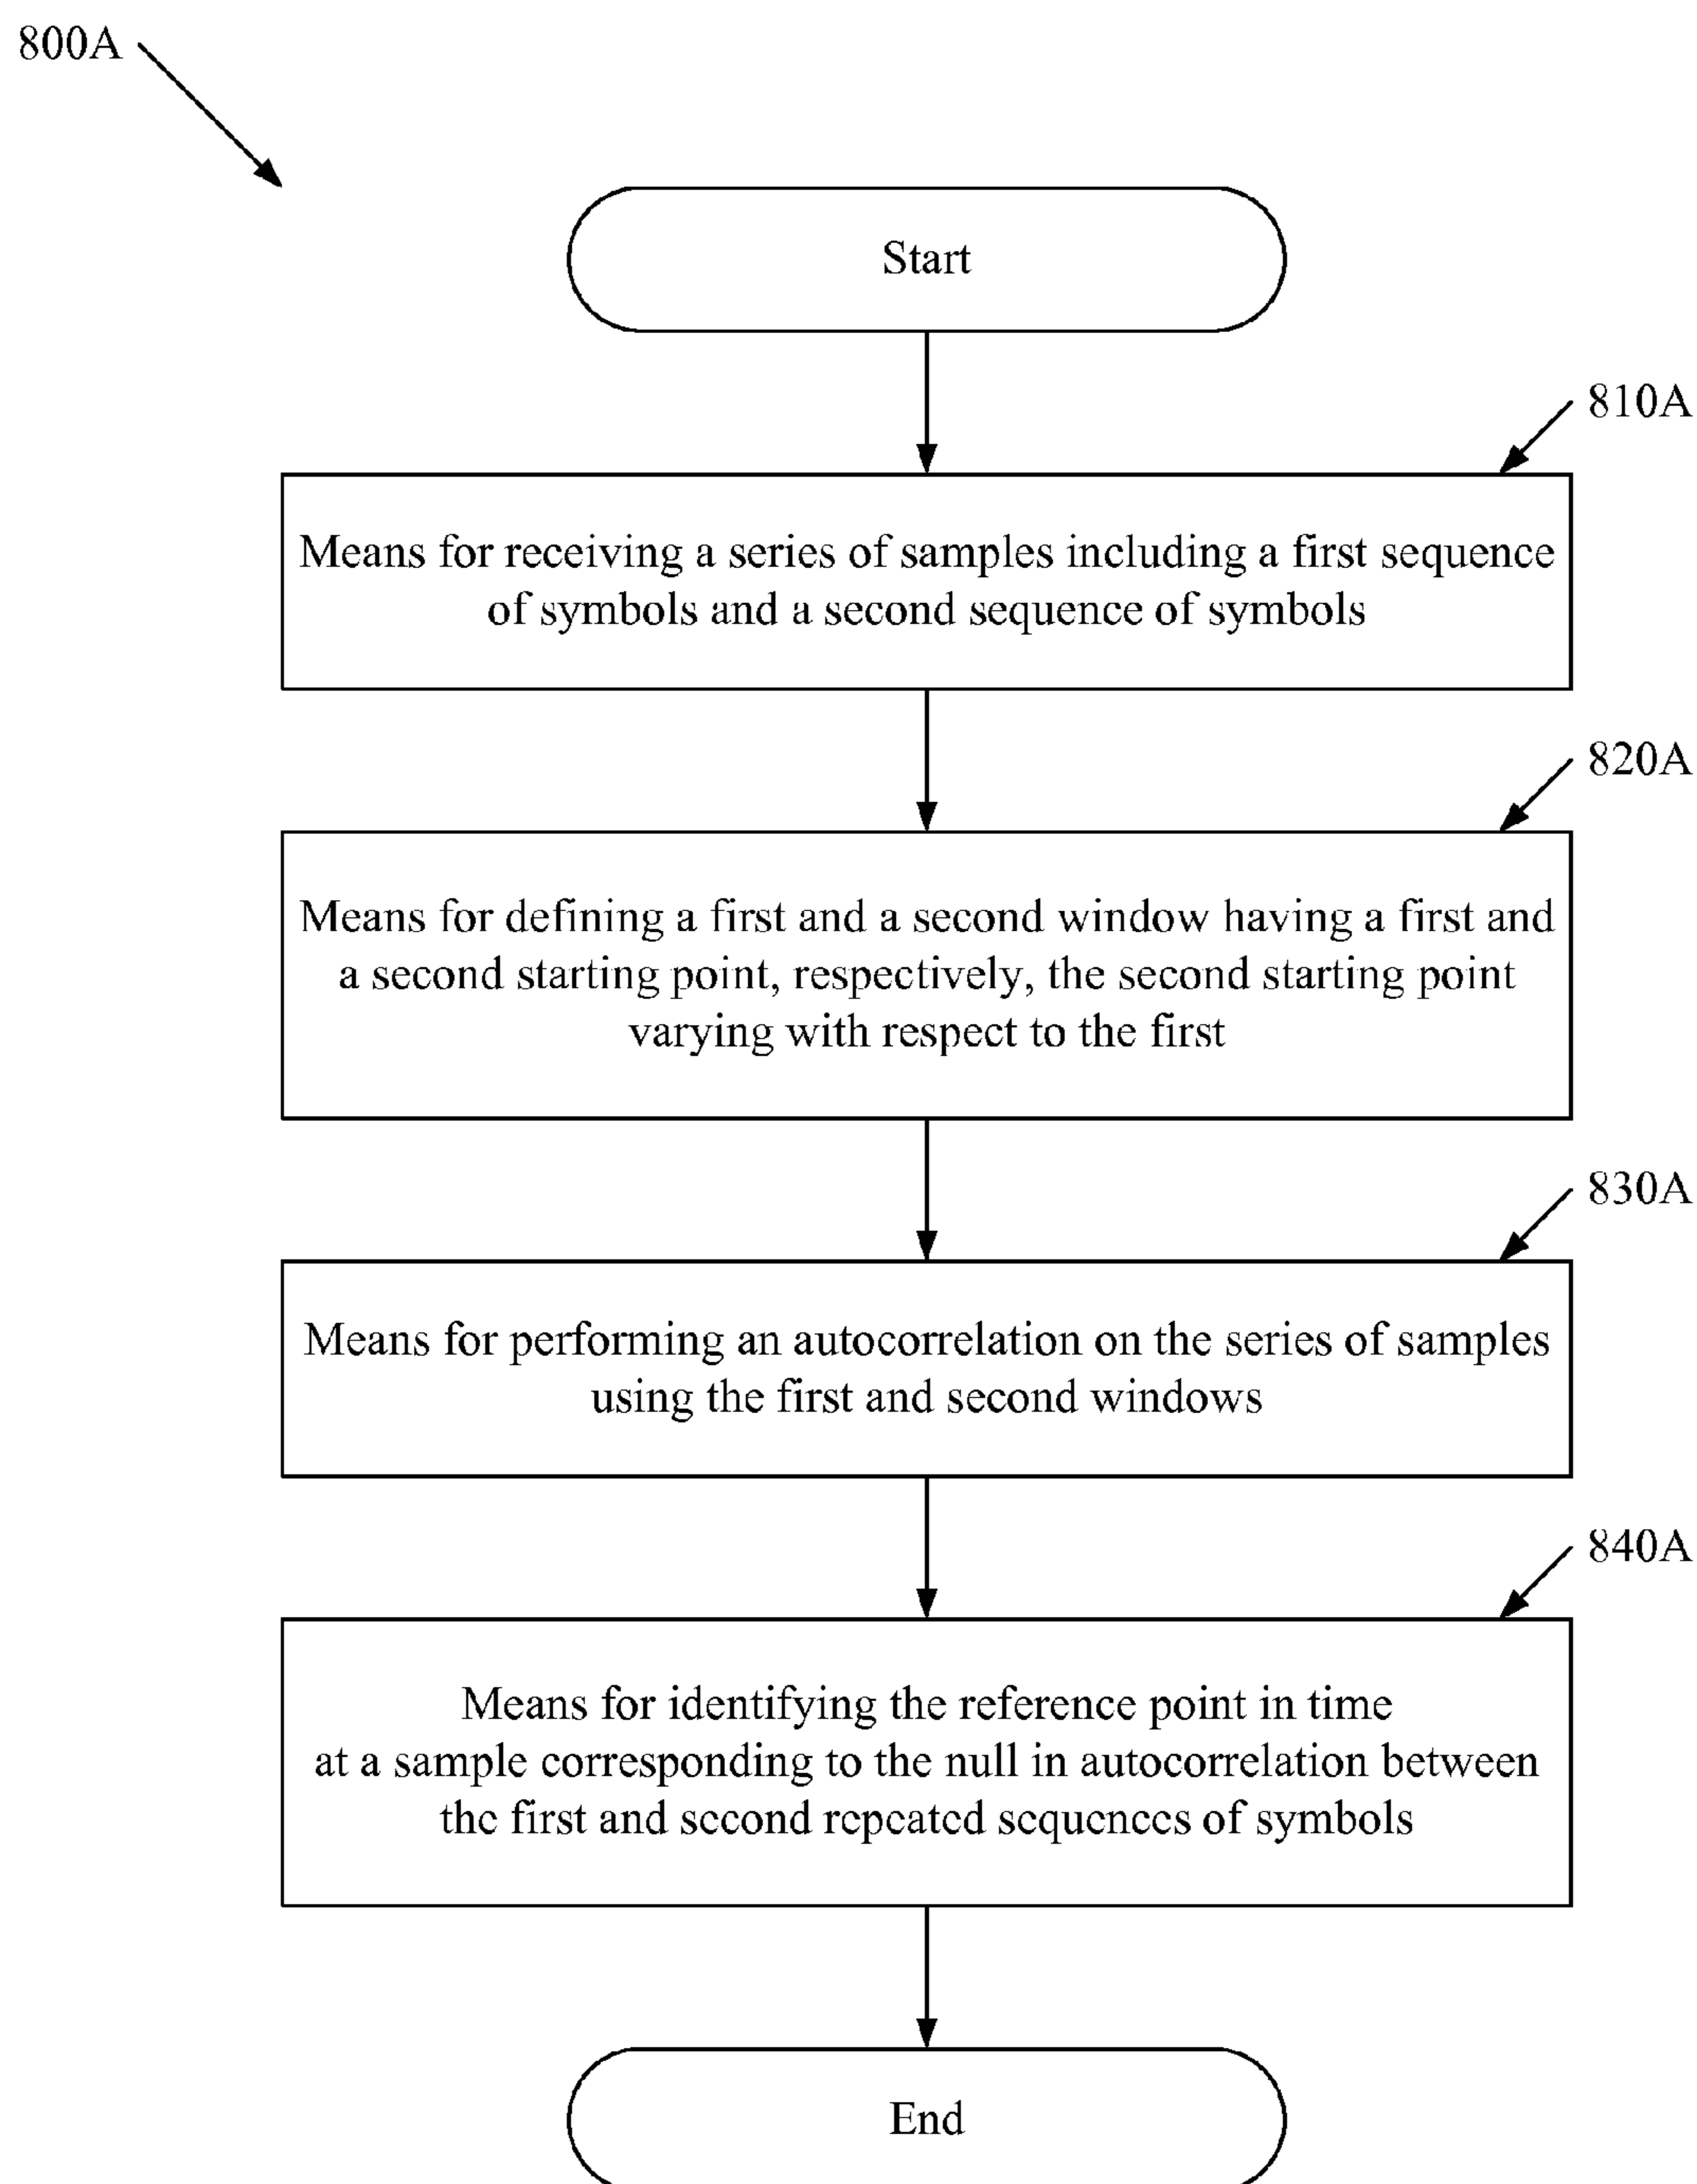 800A
Start
810A
Means for receiving a series of samples including a first sequence
of symbols and a second sequence of symbols
820A
Means for defining a first and a second window having a first and
a second starting point, respectively, the second starting point
varying with respect to the first
830A
Means for performing an autocorrelation on the series of samples
using the first and second windows
840A
Means for identifying the reference point in time
at a sample corresponding to the null in autocorrelation between
the first and second repeated sequences of symbols
End